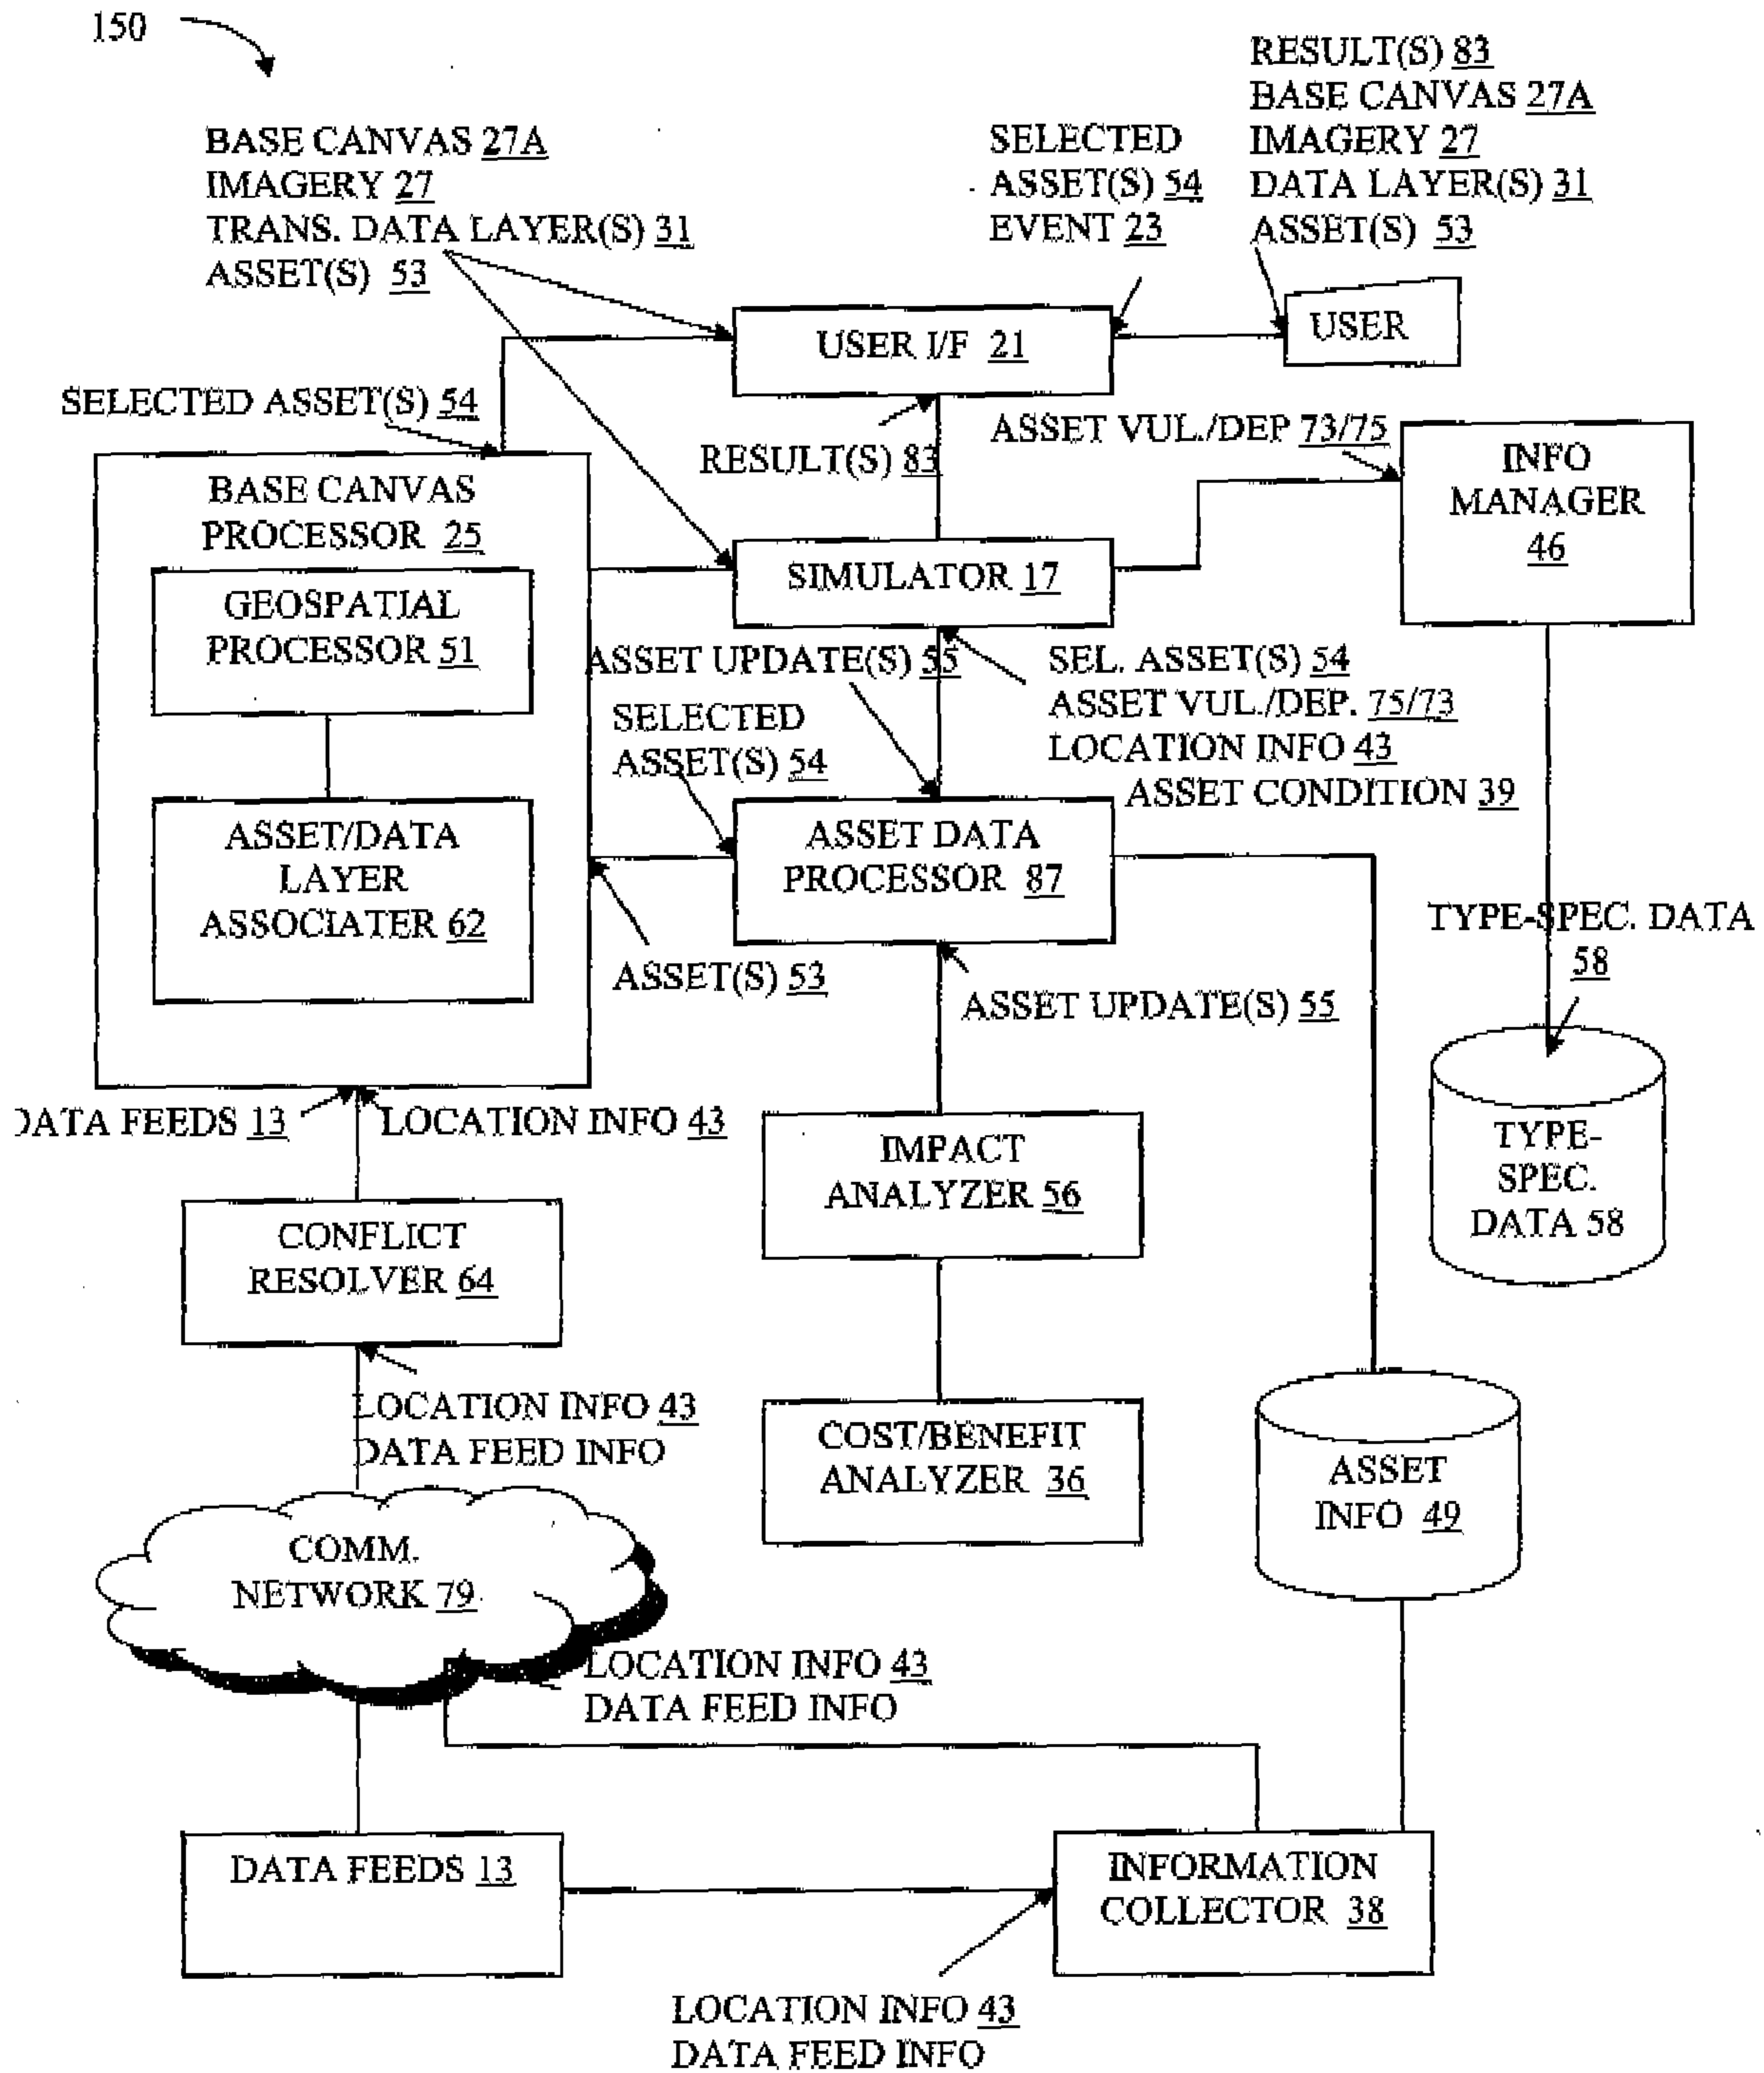 150
RESULT(S) 83
BASE CANVAS 27A
IMAGERY 27
DATA LAYER(S) 31
ASSET(S) 53
BASE CANVAS 27A
IMAGERY 27
TRANS. DATA LAYER(S) 31
ASSET(S) 53
SELECTED
ASSET(S) 54
EVENT 23
USER I/F 21
USER
SELECTED ASSET(S) 54
RESULT(S) 83
ASSET VUL./DEP 73/75
INFO
MANAGER
46
BASE CANVAS
PROCESSOR 25
GEOSPATIAL
PROCESSOR 51
SIMULATOR 17
ASSET UPDATE(S) 55
SEL. ASSET(S) 54
ASSET VUL./DEP. 75/73
LOCATION INFO 43
ASSET CONDITION 39
SELECTED
ASSET(S) 54
ASSET/DATA
LAYER
ASSOCIATER 62
ASSET DATA
PROCESSOR 87
TYPE-SPEC. DATA
58
ASSET(S) 53
ASSET UPDATE(S) 55
DATA FEEDS 13
LOCATION INFO 43
IMPACT
ANALYZER 56
TYPE-
SPEC.
DATA 58
CONFLICT
RESOLVER 64
LOCATION INFO 43
DATA FEED INFO
COST/BENEFIT
ANALYZER 36
ASSET
INFO 49
COMM.
NETWORK 79
LOCATION INFO 43
DATA FEED INFO
DATA FEEDS 13
INFORMATION
COLLECTOR 38
LOCATION INFO 43
DATA FEED INFO